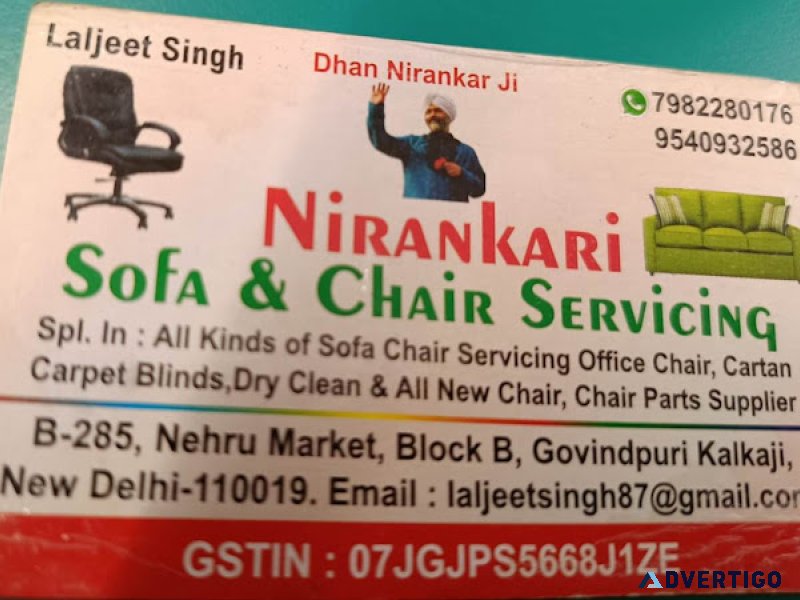 Laljeet Singh
Dhan Nirankar Ji
7982280176
9540932586
NiRANkARi
SofA & CHAiR SERViCiNG
Spl. In : All Kinds of Sofa Chair Servicing Office Chair, Cartan
Carpet Blinds,Dry Clean & All New Chair, Chair Parts Supplier
B-285, Nehru Market, Block B, Govindpuri Kalkaji,
New Delhi-110019. Email : laljeetsingh87@gmail.com
GSTIN : 07JGJPS5668J1ZE
ADVERTIGO